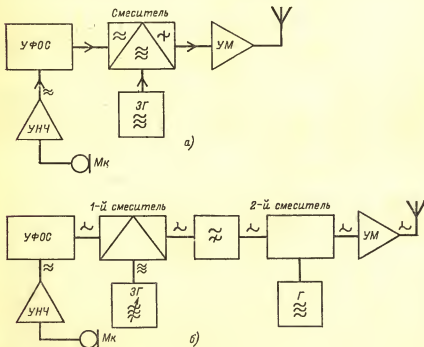 Смеситель
УФОС
УМ
ЗГ
УНЧ
Мк
а)
1-й смеситель
2-й смеситель
УФОС
УМ
ЗГ
Г
УНЧ
Мк
б)